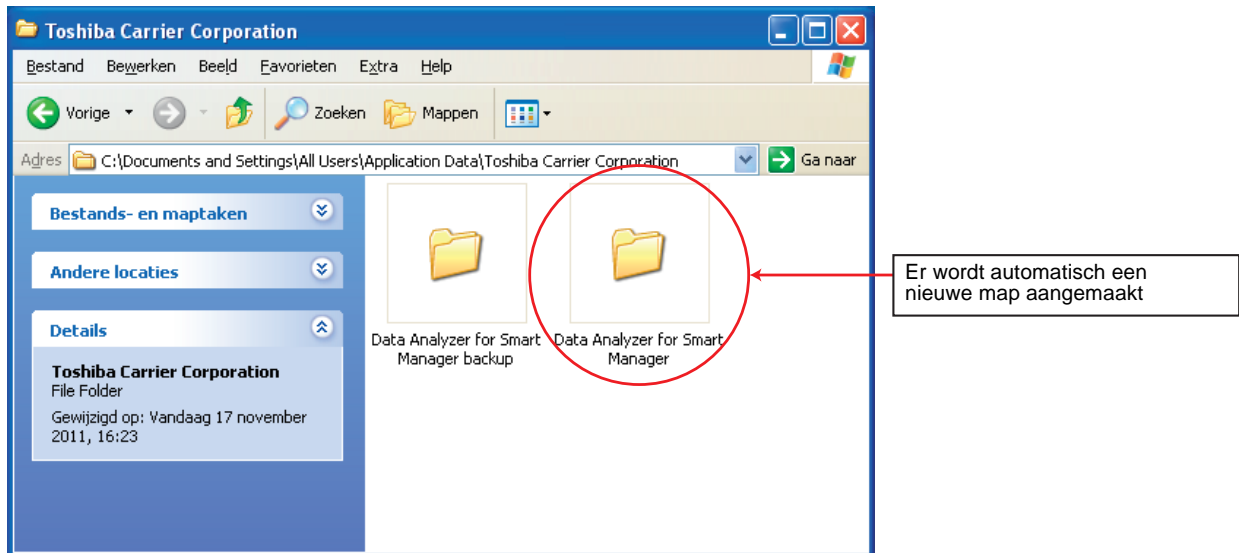 Toshiba Carrier Corporation
Bestand Bewerken Beeld Favorieten Extra Help
Vorige Zoeken Mappen
Adres C:\Documents and Settings\All Users\Application Data\Toshiba Carrier Corporation Ga naar
Bestands- en maptaken
Andere locaties
Details
Toshiba Carrier Corporation
File Folder
Gewijzigd op: Vandaag 17 november
2011, 16:23
Data Analyzer for Smart
Manager backup
Data Analyzer for Smart
Manager
Er wordt automatisch een
nieuwe map aangemaakt